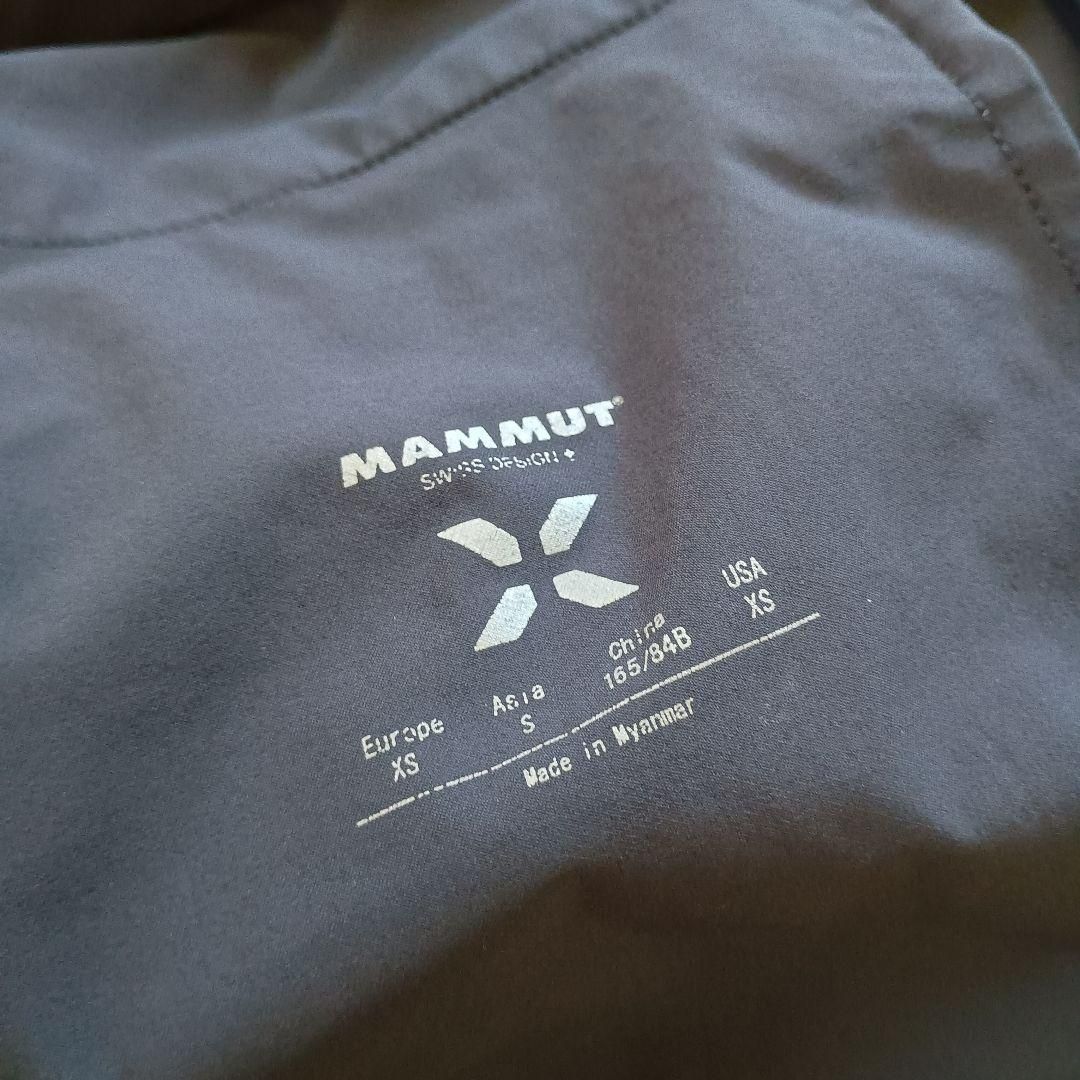 MAMMUT®
SWISS DESIGN +
Europe Asia China USA
XS S 165/84B XS
Made in Myanmar